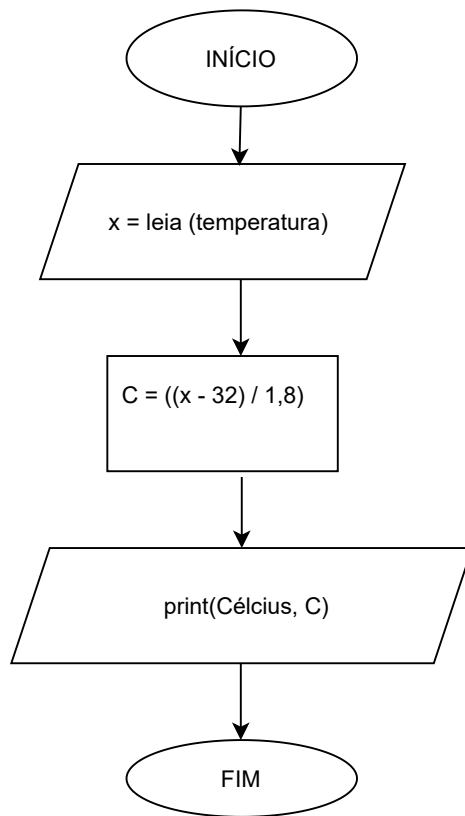 INÍCIO
x = leia (temperatura)
C = ((x - 32) / 1,8)
print(Célcius, C)
FIM